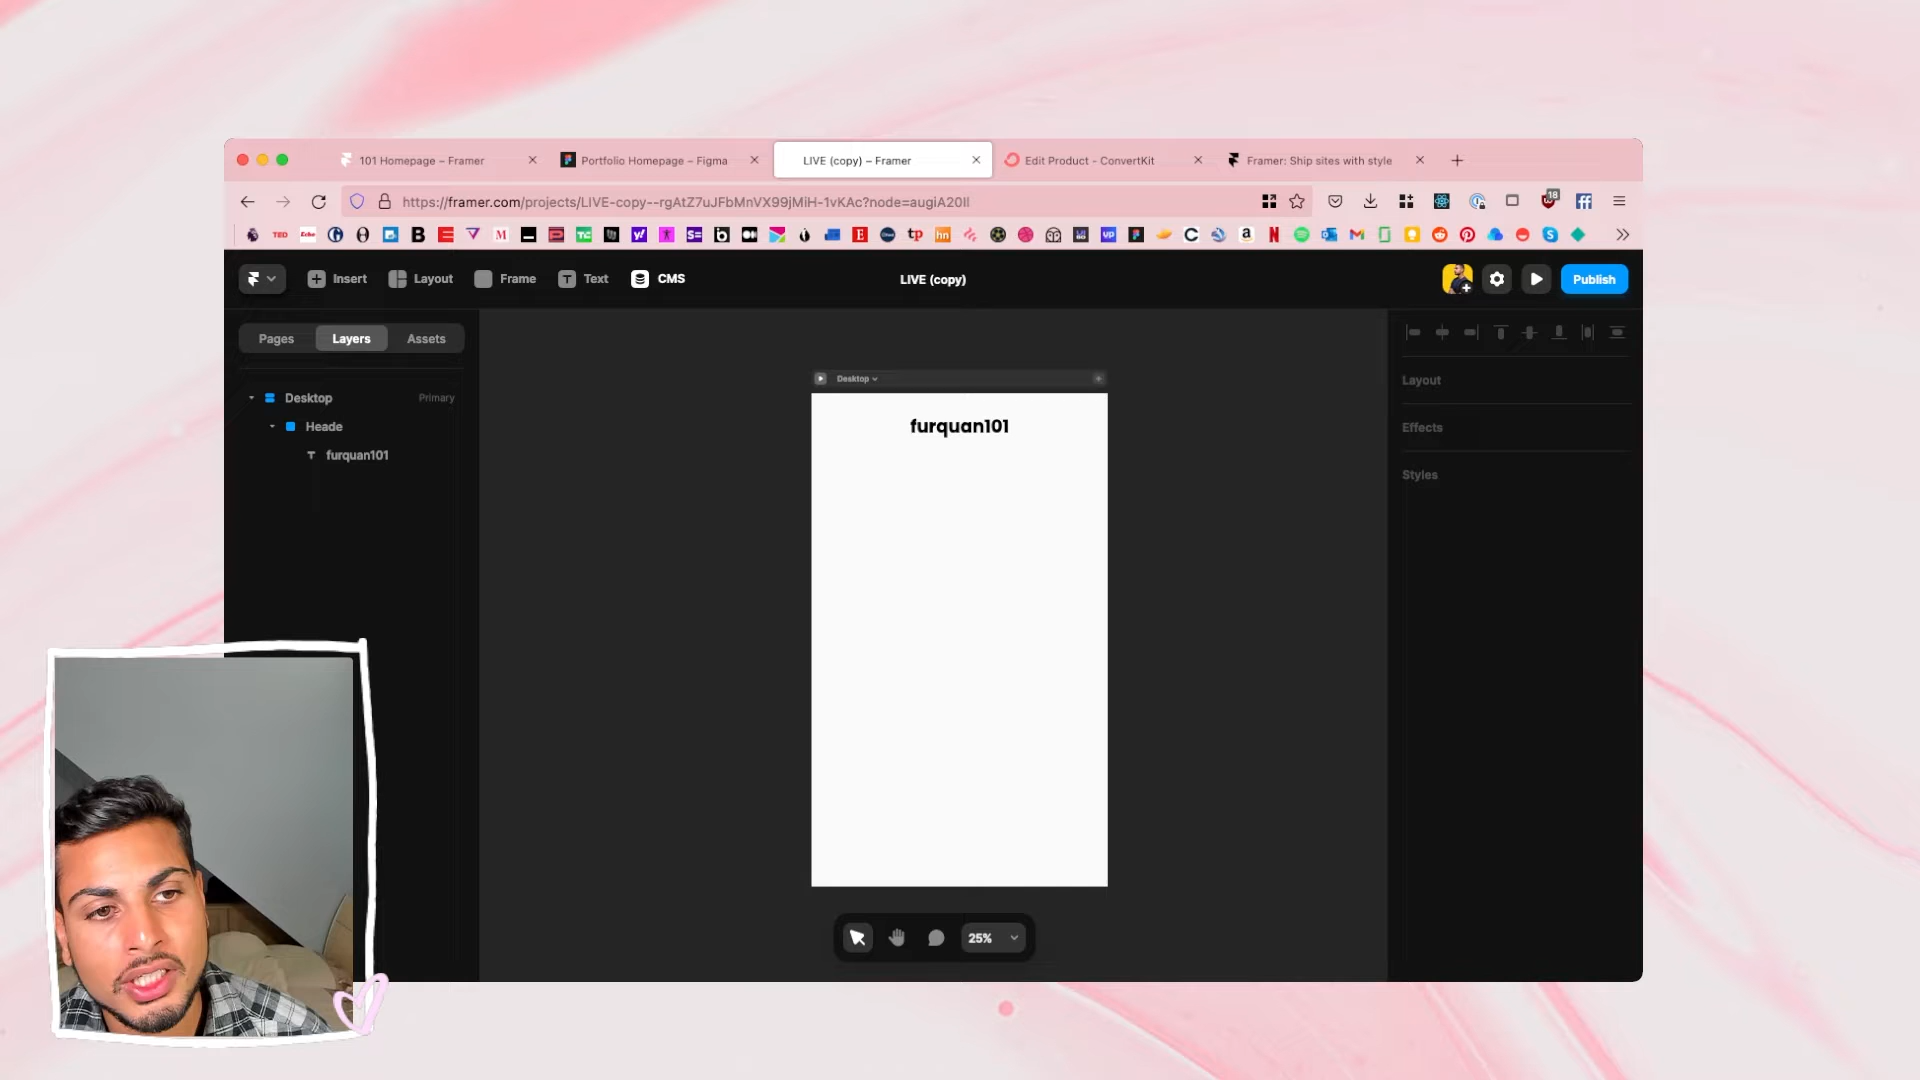 101 Homepage – Framer
Portfolio Homepage – Figma
LIVE (copy) – Framer
Edit Product - ConvertKit
Framer: Ship sites with style
https://framer.com/projects/LIVE-copy--rgAtZ7uJFbMnVX99jMiH-1vKAc?node=augiA20Il
18
TED
Insert
Layout
Frame
Text
CMS
LIVE (copy)
Publish
Pages
Layers
Assets
Desktop
Primary
Heade
furquan101
Desktop
furquan101
Layout
Effects
Styles
25%